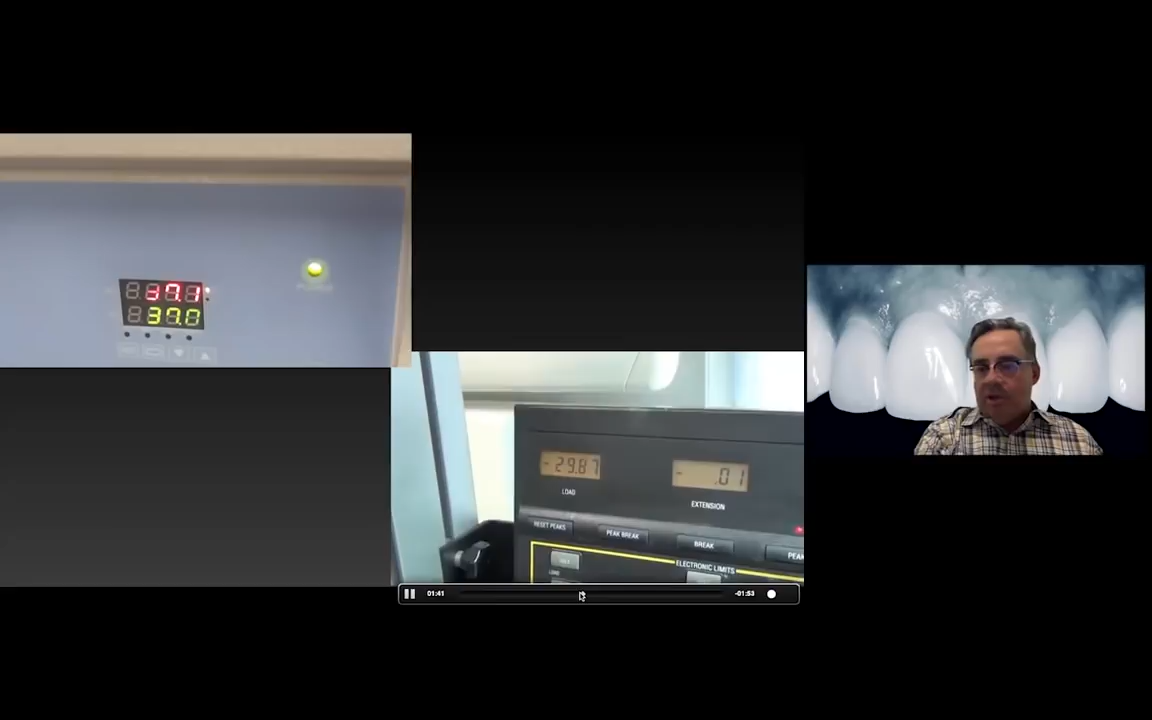 37.1
37.0
-29.87
- .01
LOAD
EXTENSION
RESET PEAKS
PEAK BREAK
BREAK
PEAK
ELECTRONIC LIMITS
01:41
-01:53